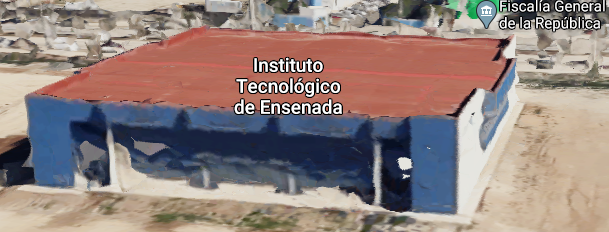 Fiscalía General
de la República
Instituto
Tecnológico
de Ensenada